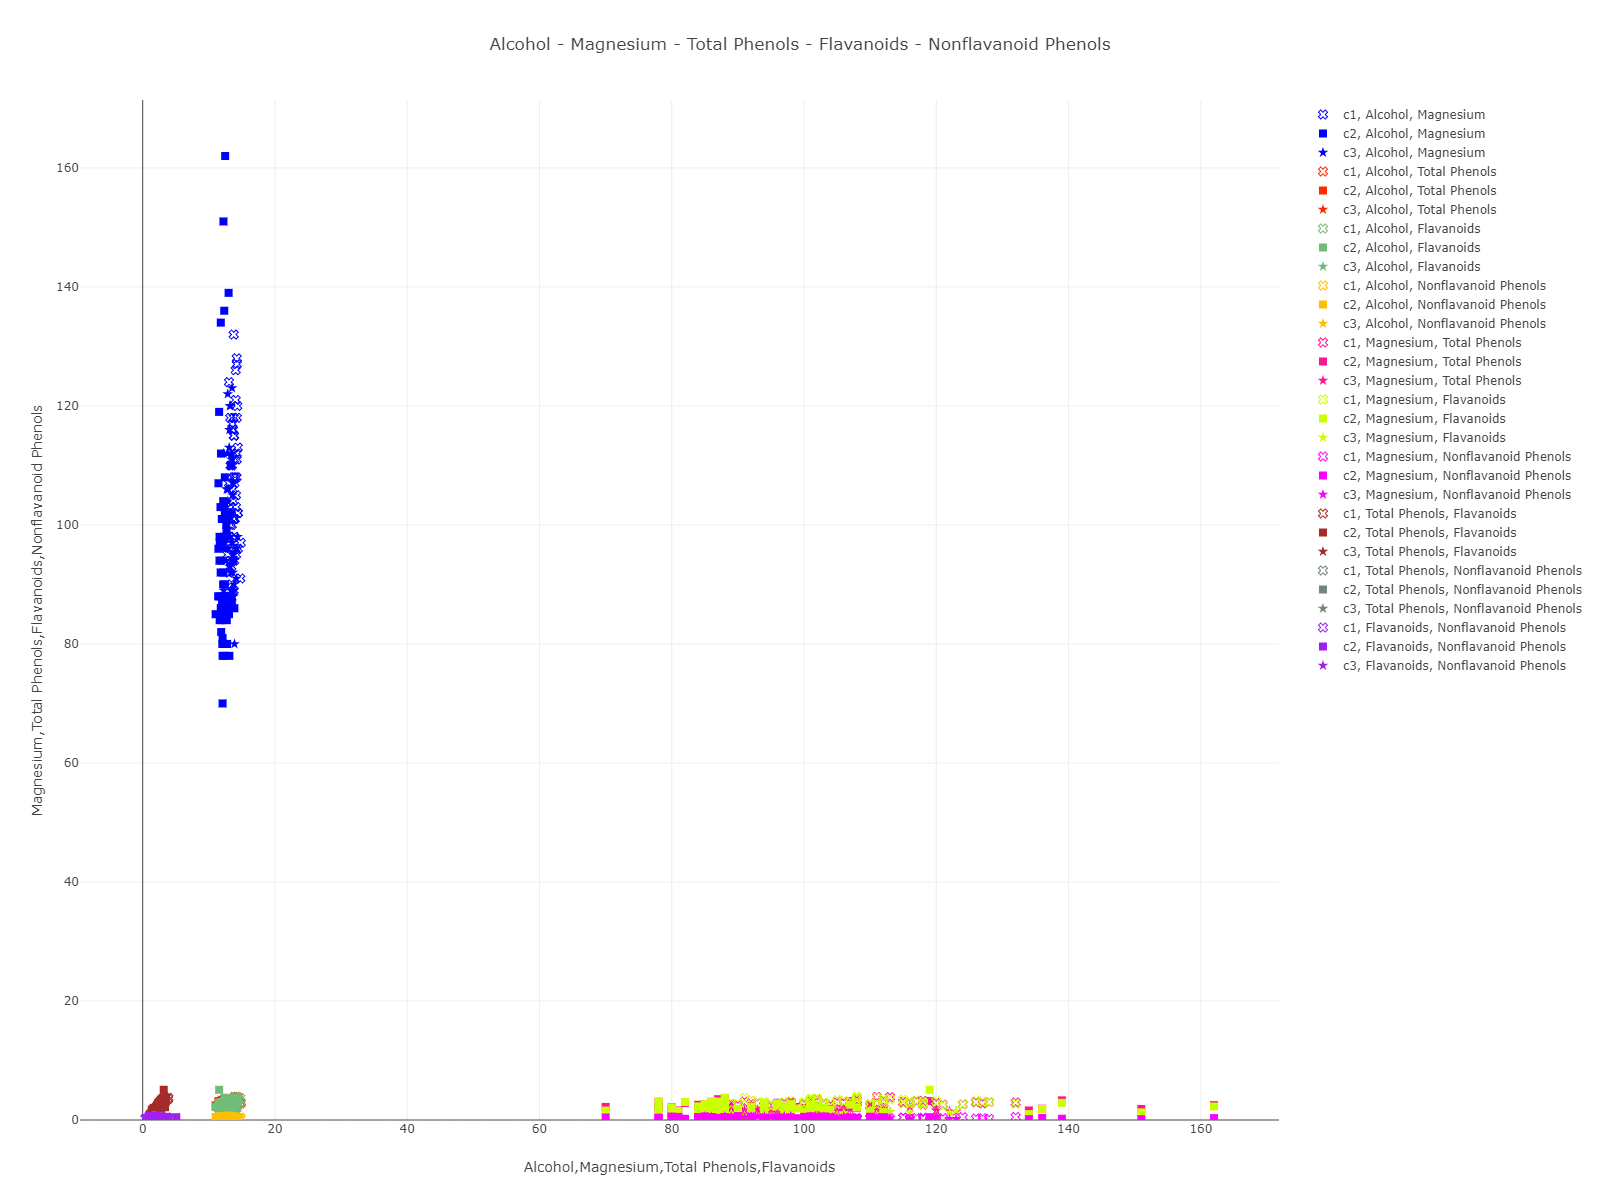 Alcohol - Magnesium - Total Phenols - Flavanoids - Nonflavanoid Phenols
c1, Alcohol, Magnesium
c2, Alcohol, Magnesium
c3, Alcohol, Magnesium
c1, Alcohol, Total Phenols
c2, Alcohol, Total Phenols
c3, Alcohol, Total Phenols
c1, Alcohol, Flavanoids
c2, Alcohol, Flavanoids
c3, Alcohol, Flavanoids
c1, Alcohol, Nonflavanoid Phenols
c2, Alcohol, Nonflavanoid Phenols
c3, Alcohol, Nonflavanoid Phenols
c1, Magnesium, Total Phenols
c2, Magnesium, Total Phenols
c3, Magnesium, Total Phenols
c1, Magnesium, Flavanoids
c2, Magnesium, Flavanoids
c3, Magnesium, Flavanoids
c1, Magnesium, Nonflavanoid Phenols
c2, Magnesium, Nonflavanoid Phenols
c3, Magnesium, Nonflavanoid Phenols
c1, Total Phenols, Flavanoids
c2, Total Phenols, Flavanoids
c3, Total Phenols, Flavanoids
c1, Total Phenols, Nonflavanoid Phenols
c2, Total Phenols, Nonflavanoid Phenols
c3, Total Phenols, Nonflavanoid Phenols
c1, Flavanoids, Nonflavanoid Phenols
c2, Flavanoids, Nonflavanoid Phenols
c3, Flavanoids, Nonflavanoid Phenols
Magnesium,Total Phenols,Flavanoids,Nonflavanoid Phenols
160
140
120
100
80
60
40
20
0
0 20 40 60 80 100 120 140 160
Alcohol,Magnesium,Total Phenols,Flavanoids